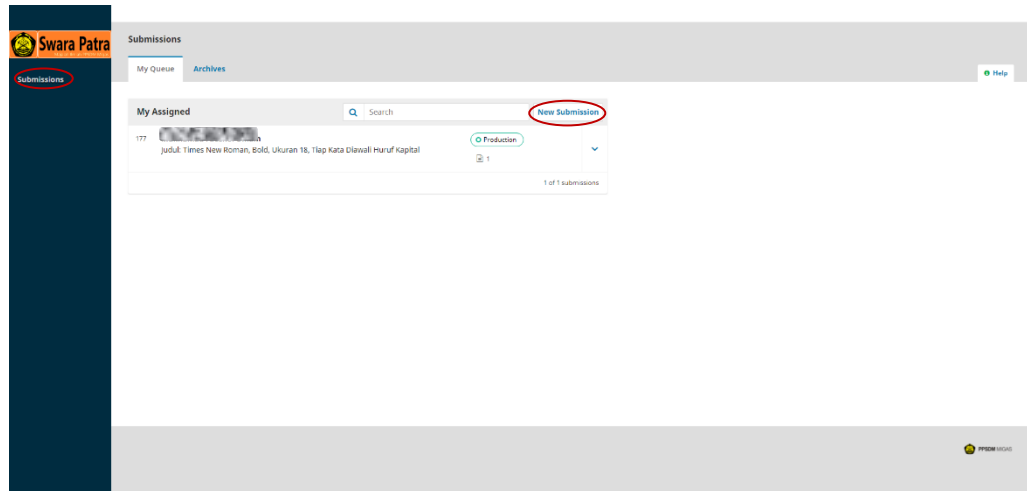 Swara Patra
Submissions
Submissions
My Queue
Archives
Help
My Assigned
Search
New Submission
177
Judul: Times New Roman, Bold, Ukuran 18, Tiap Kata Diawali Huruf Kapital
Production
1
1 of 1 submissions
PPSDM MIGAS